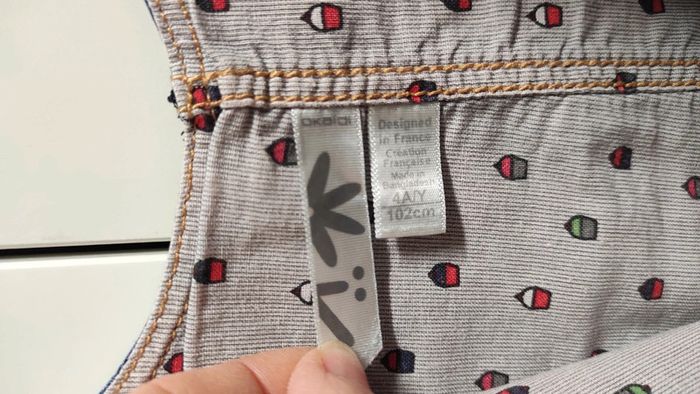 okaïdi
Designed
in France
Création
Française
Made in
Bangladesh
4A/Y
102cm